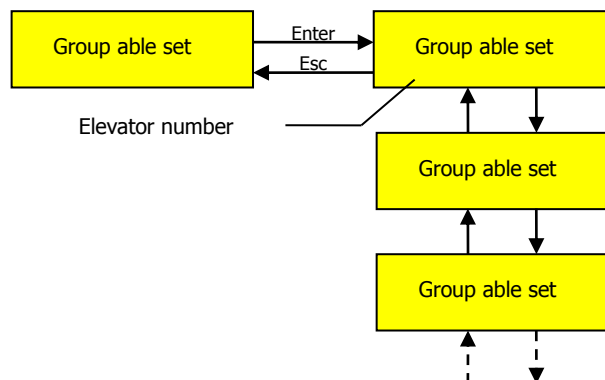 Group able set
Enter
Group able set
Esc
Elevator number
Group able set
Group able set